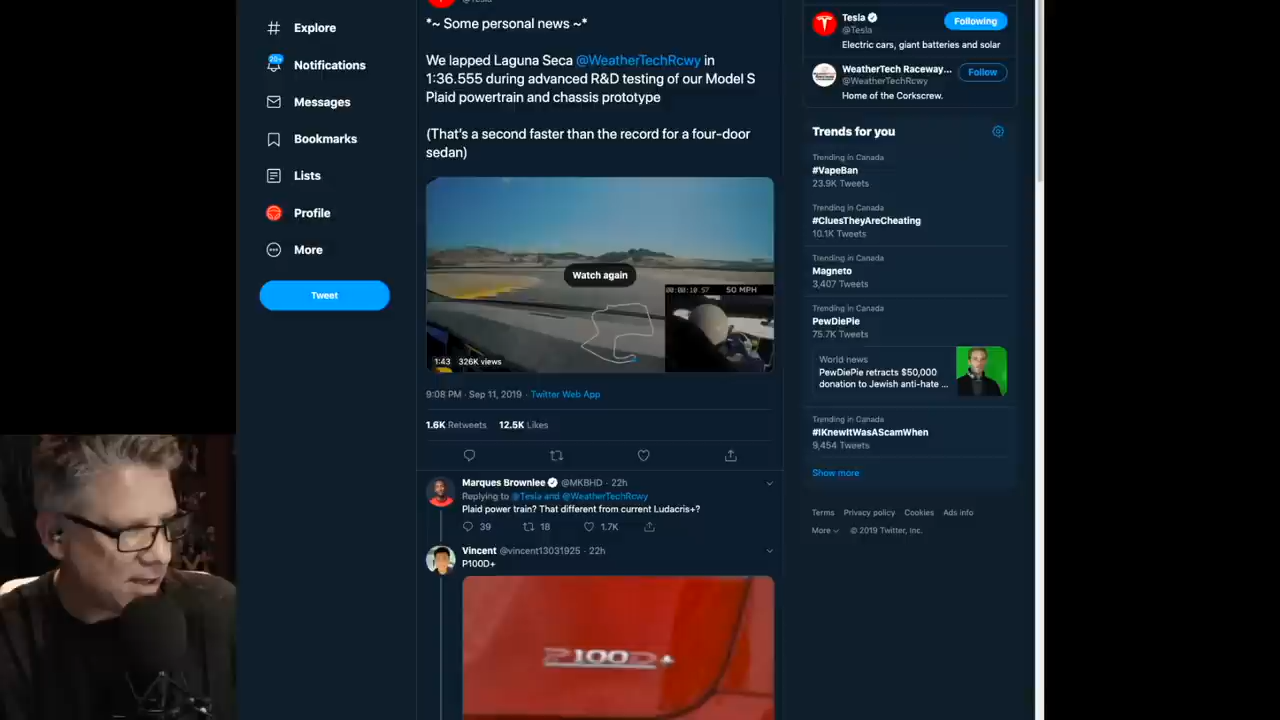 Explore
20+
Notifications
Messages
Bookmarks
Lists
Profile
More
Tweet
*~ Some personal news ~*
We lapped Laguna Seca @WeatherTechRcwy in
1:36.555 during advanced R&D testing of our Model S
Plaid powertrain and chassis prototype
(That's a second faster than the record for a four-door
sedan)
Watch again
00:00:10.57 50 MPH
1:43 326K views
9:08 PM · Sep 11, 2019 · Twitter Web App
1.6K Retweets 12.5K Likes
Marques Brownlee @MKBHD · 22h
Replying to @Tesla and @WeatherTechRcwy
Plaid power train? That different from current Ludacris+?
39 18 1.7K
Vincent @vincent13031925 · 22h
P100D+
P100D+
Tesla
@Tesla
Following
Electric cars, giant batteries and solar
WeatherTech Raceway...
@WeatherTechRcwy
Follow
Home of the Corkscrew.
Trends for you
Trending in Canada
#VapeBan
23.9K Tweets
Trending in Canada
#CluesTheyAreCheating
10.1K Tweets
Trending in Canada
Magneto
3,407 Tweets
Trending in Canada
PewDiePie
75.7K Tweets
World news
PewDiePie retracts $50,000
donation to Jewish anti-hate ...
Trending in Canada
#IKnewItWasAScamWhen
9,454 Tweets
Show more
Terms Privacy policy Cookies Ads info
More © 2019 Twitter, Inc.